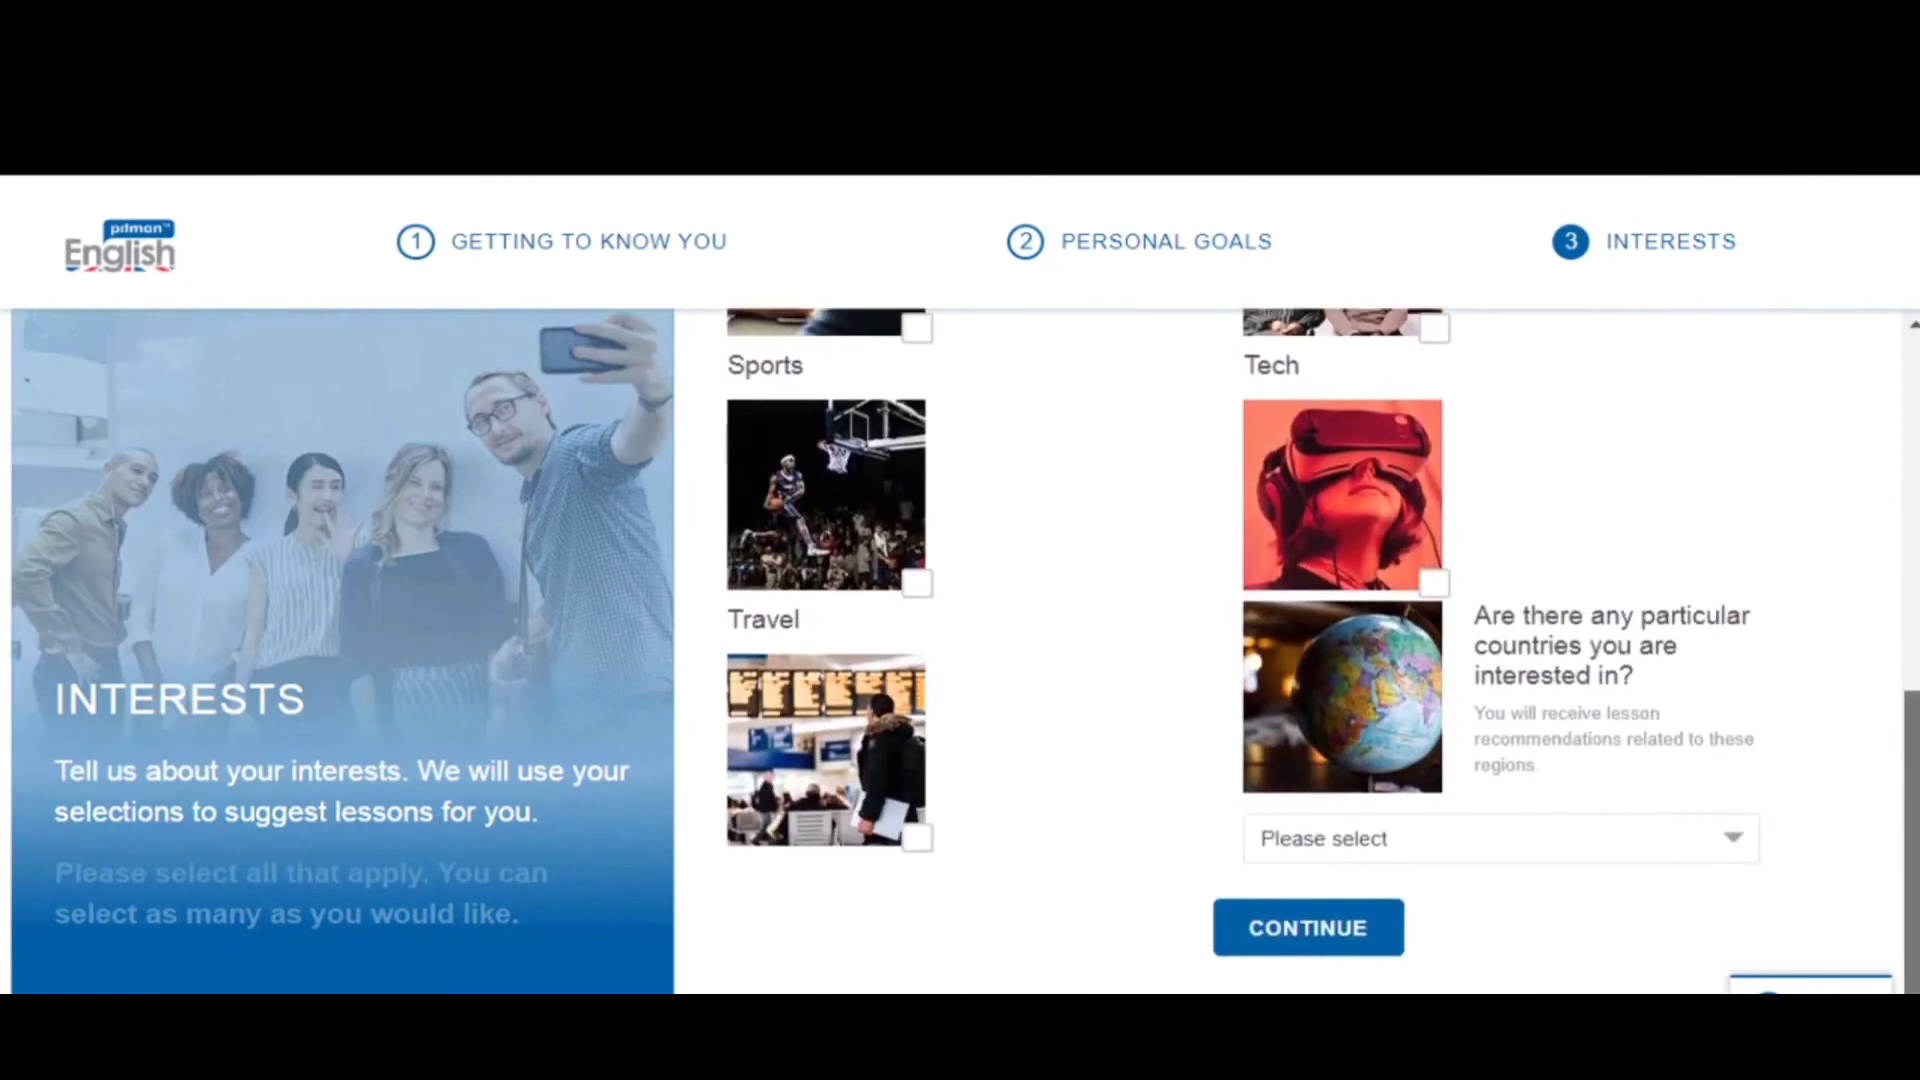 pitman™
English
1 GETTING TO KNOW YOU
2 PERSONAL GOALS
3 INTERESTS
INTERESTS
Tell us about your interests. We will use your
selections to suggest lessons for you.
Please select all that apply. You can
select as many as you would like.
Sports
Tech
Travel
Are there any particular
countries you are
interested in?
You will receive lesson
recommendations related to these
regions.
Please select
CONTINUE